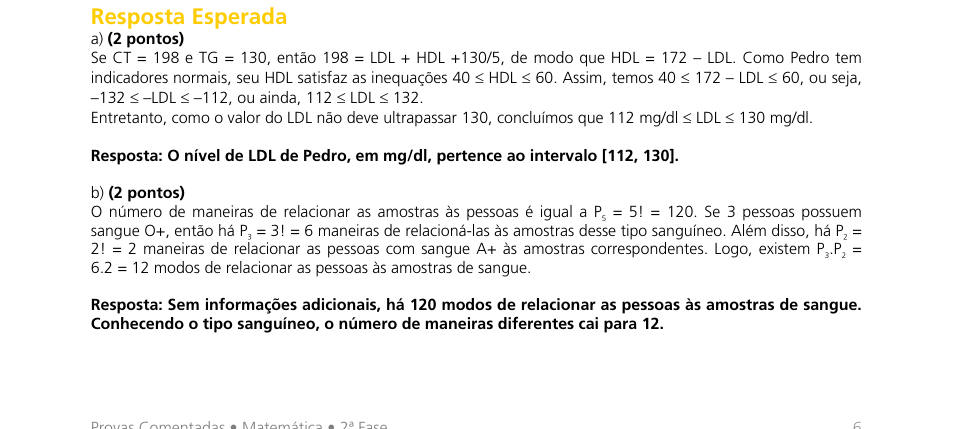 Resposta Esperada
a) (2 pontos)
Se CT = 198 e TG = 130, então 198 = LDL + HDL +130/5, de modo que HDL = 172 – LDL. Como Pedro tem
indicadores normais, seu HDL satisfaz as inequações 40 ≤ HDL ≤ 60. Assim, temos 40 ≤ 172 – LDL ≤ 60, ou seja,
–132 ≤ –LDL ≤ –112, ou ainda, 112 ≤ LDL ≤ 132.
Entretanto, como o valor do LDL não deve ultrapassar 130, concluímos que 112 mg/dl ≤ LDL ≤ 130 mg/dl.
Resposta: O nível de LDL de Pedro, em mg/dl, pertence ao intervalo [112, 130].
b) (2 pontos)
O número de maneiras de relacionar as amostras às pessoas é igual a P₅ = 5! = 120. Se 3 pessoas possuem
sangue O+, então há P₃ = 3! = 6 maneiras de relacioná-las às amostras desse tipo sanguíneo. Além disso, há P₂ =
2! = 2 maneiras de relacionar as pessoas com sangue A+ às amostras correspondentes. Logo, existem P₃.P₂ =
6.2 = 12 modos de relacionar as pessoas às amostras de sangue.
Resposta: Sem informações adicionais, há 120 modos de relacionar as pessoas às amostras de sangue.
Conhecendo o tipo sanguíneo, o número de maneiras diferentes cai para 12.
Provas Comentadas • Matemática • 2ª Fase 6